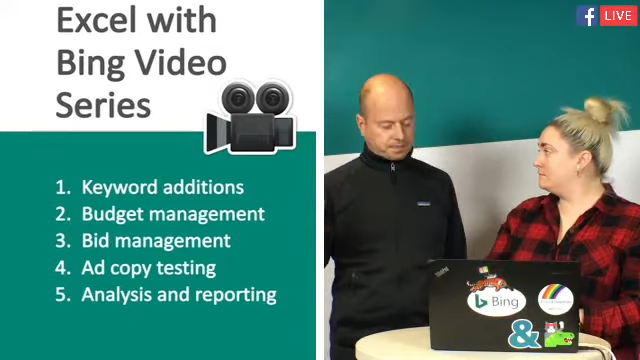 Excel with
Bing Video
Series
1. Keyword additions
2. Budget management
3. Bid management
4. Ad copy testing
5. Analysis and reporting
f LIVE
ThinkPad
Bing
&